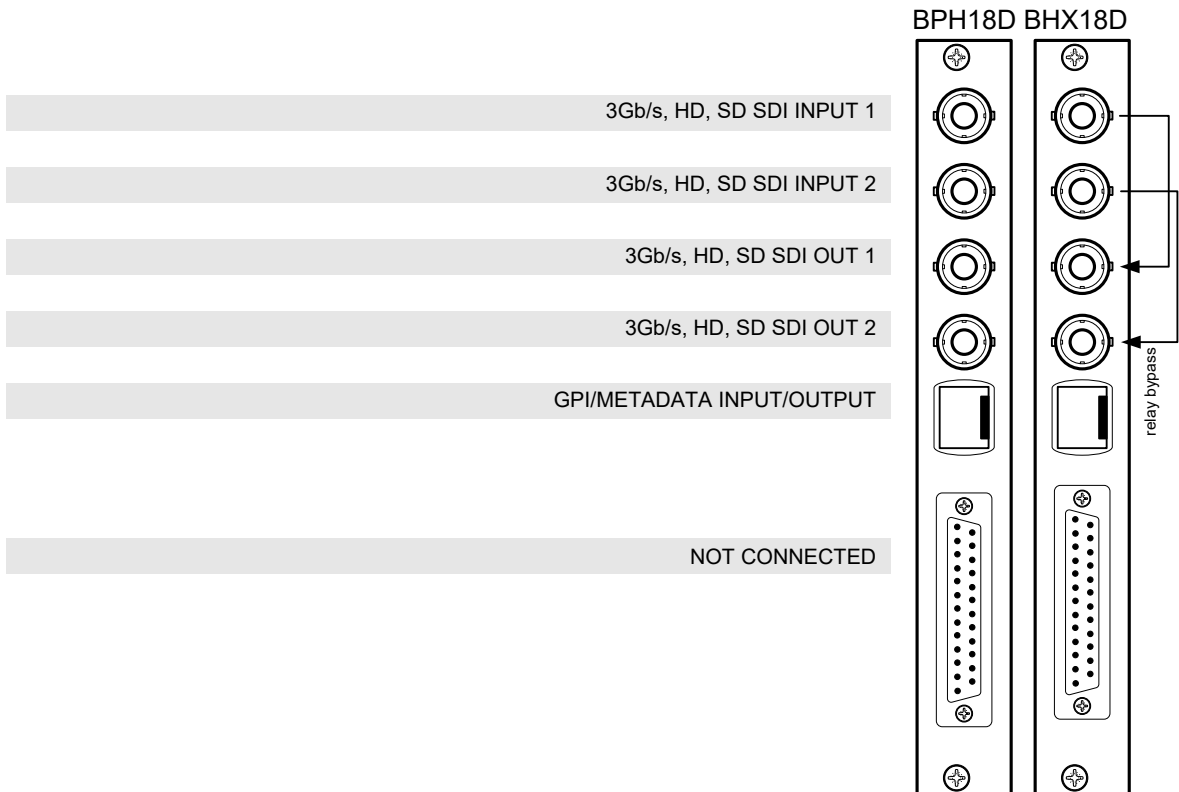 BPH18D BHX18D
3Gb/s, HD, SD SDI INPUT 1
3Gb/s, HD, SD SDI INPUT 2
3Gb/s, HD, SD SDI OUT 1
3Gb/s, HD, SD SDI OUT 2
relay bypass
GPI/METADATA INPUT/OUTPUT
NOT CONNECTED